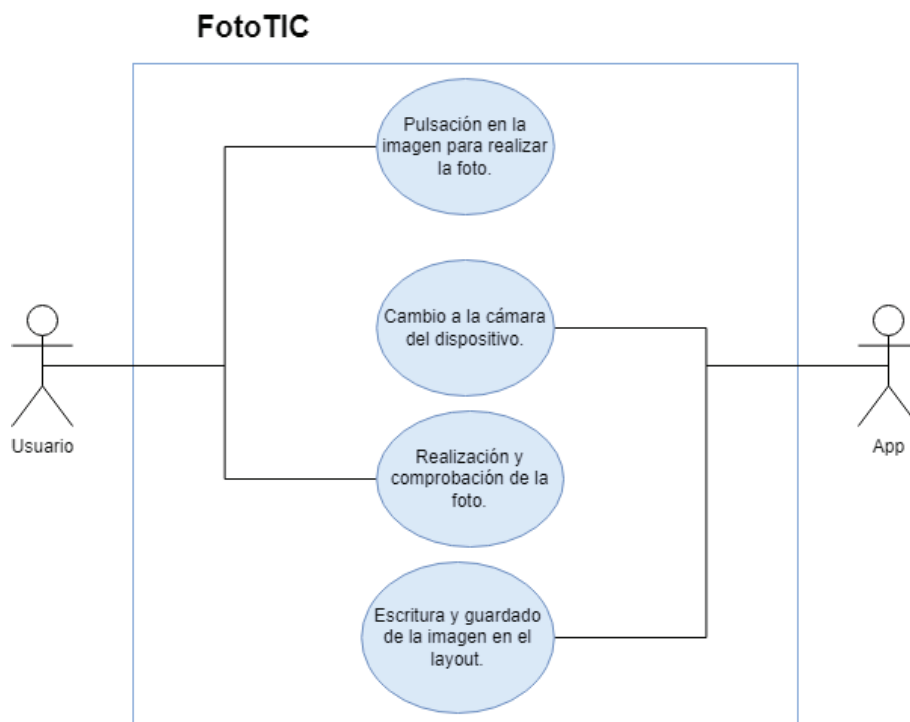 FotoTIC
Pulsación en la
imagen para realizar
la foto.
Cambio a la cámara
del dispositivo.
Usuario
App
Realización y
comprobación de la
foto.
Escritura y guardado
de la imagen en el
layout.